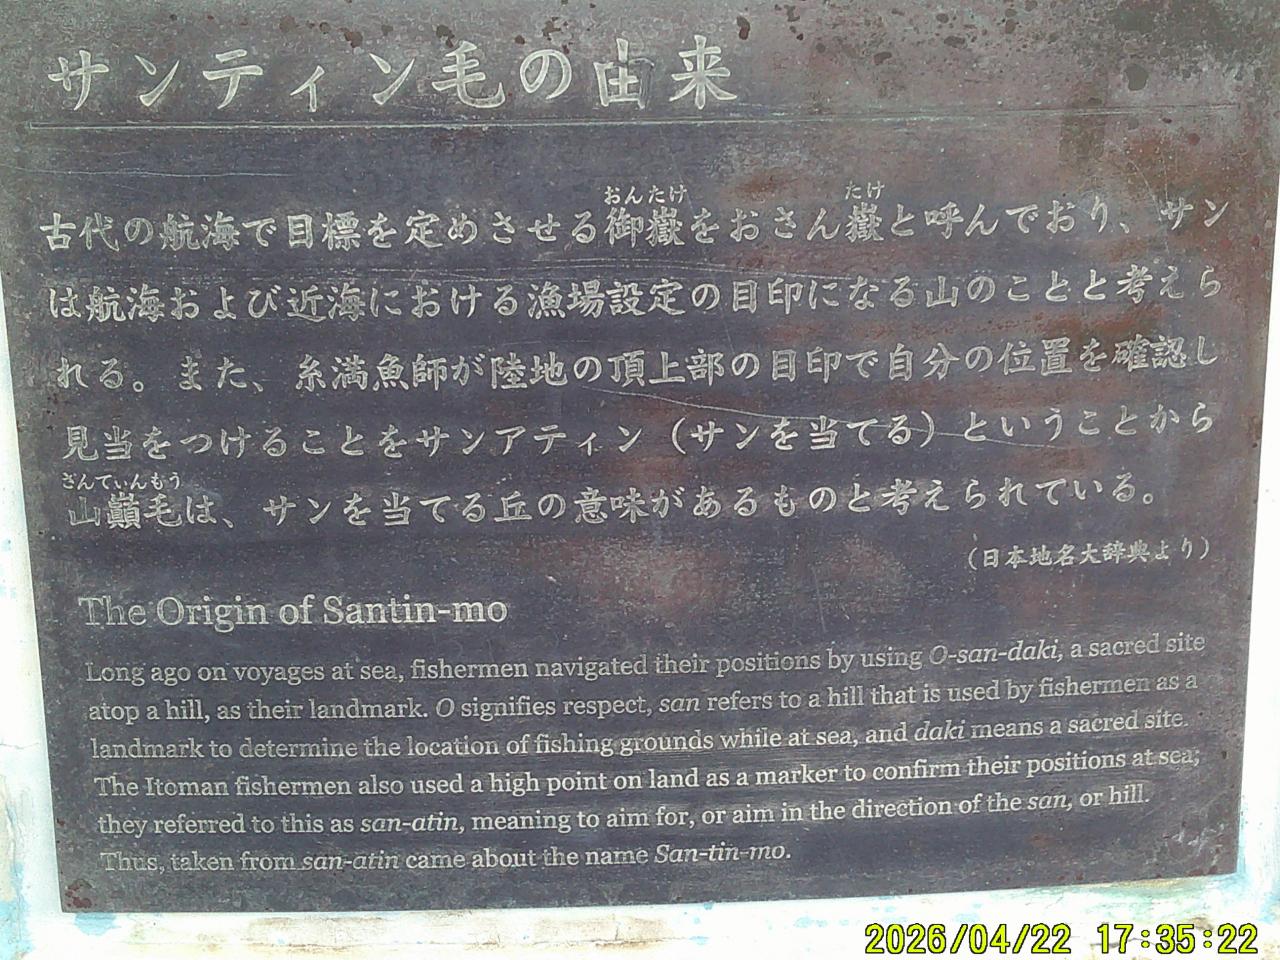 サンティン毛の由来
おんたけ たけ
古代の航海で目標を定めさせる御嶽をおさん嶽と呼んでおり、サン
は航海および近海における漁場設定の目印になる山のことと考えら
れる。また、糸満魚師が陸地の頂上部の目印で自分の位置を確認し
見当をつけることをサンアティン（サンを当てる）ということから
さんてぃんもう
山巓毛は、サンを当てる丘の意味があるものと考えられている。
（日本地名大辞典より）
The Origin of Santin-mo
Long ago on voyages at sea, fishermen navigated their positions by using O-san-daki, a sacred site
atop a hill, as their landmark. O signifies respect, san refers to a hill that is used by fishermen as a
landmark to determine the location of fishing grounds while at sea, and daki means a sacred site.
The Itoman fishermen also used a high point on land as a marker to confirm their positions at sea;
they referred to this as san-atin, meaning to aim for, or aim in the direction of the san, or hill.
Thus, taken from san-atin came about the name San-tin-mo.
2026/04/22 17:35:22